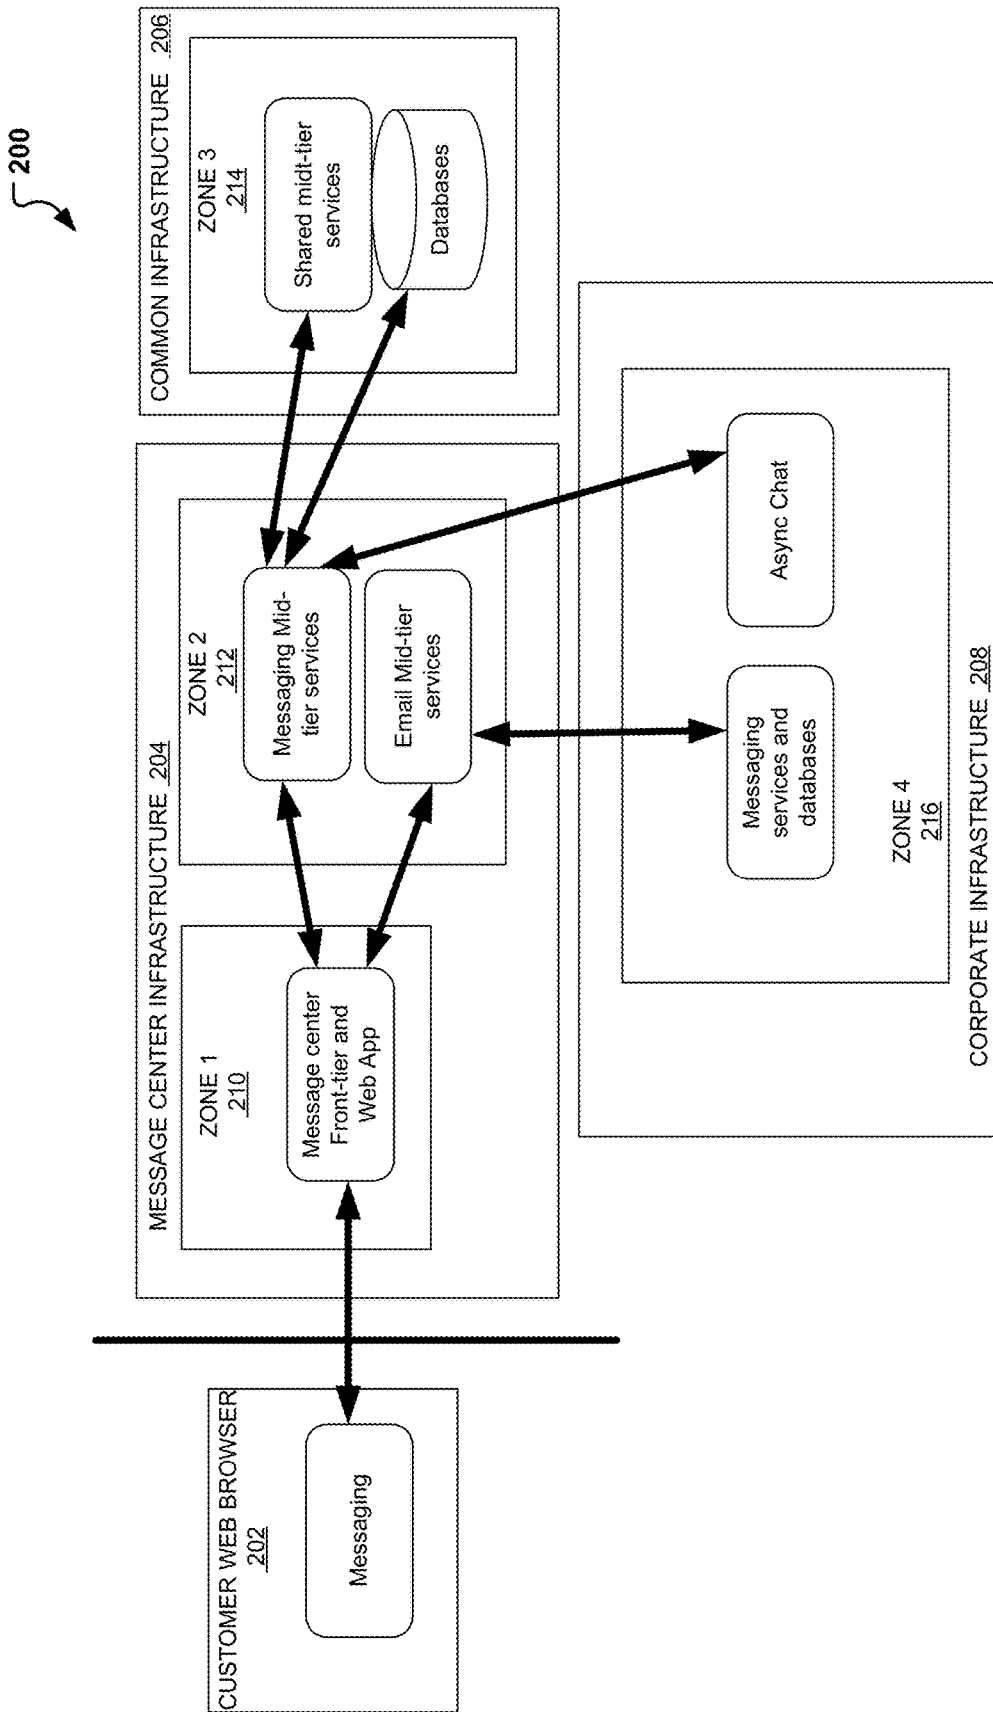 200
CUSTOMER WEB BROWSER
202
Messaging
MESSAGE CENTER INFRASTRUCTURE 204
ZONE 1
210
Message center
Front-tier and
Web App
ZONE 2
212
Messaging Mid-
tier services
Email Mid-tier
services
COMMON INFRASTRUCTURE 206
ZONE 3
214
Shared midt-tier
services
Databases
Messaging
services and
databases
Async Chat
ZONE 4
216
CORPORATE INFRASTRUCTURE 208